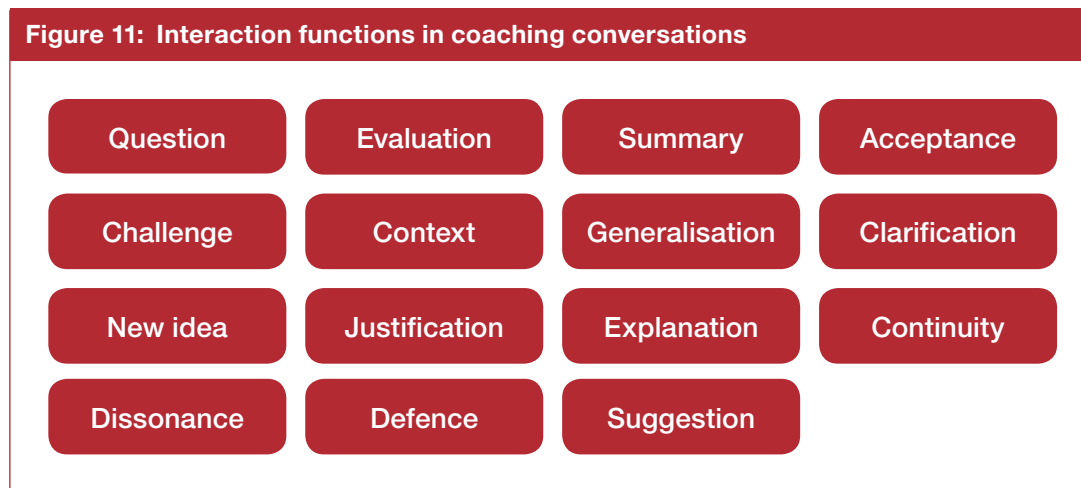 Figure 11: Interaction functions in coaching conversations
Question Evaluation Summary Acceptance
Challenge Context Generalisation Clarification
New idea Justification Explanation Continuity
Dissonance Defence Suggestion